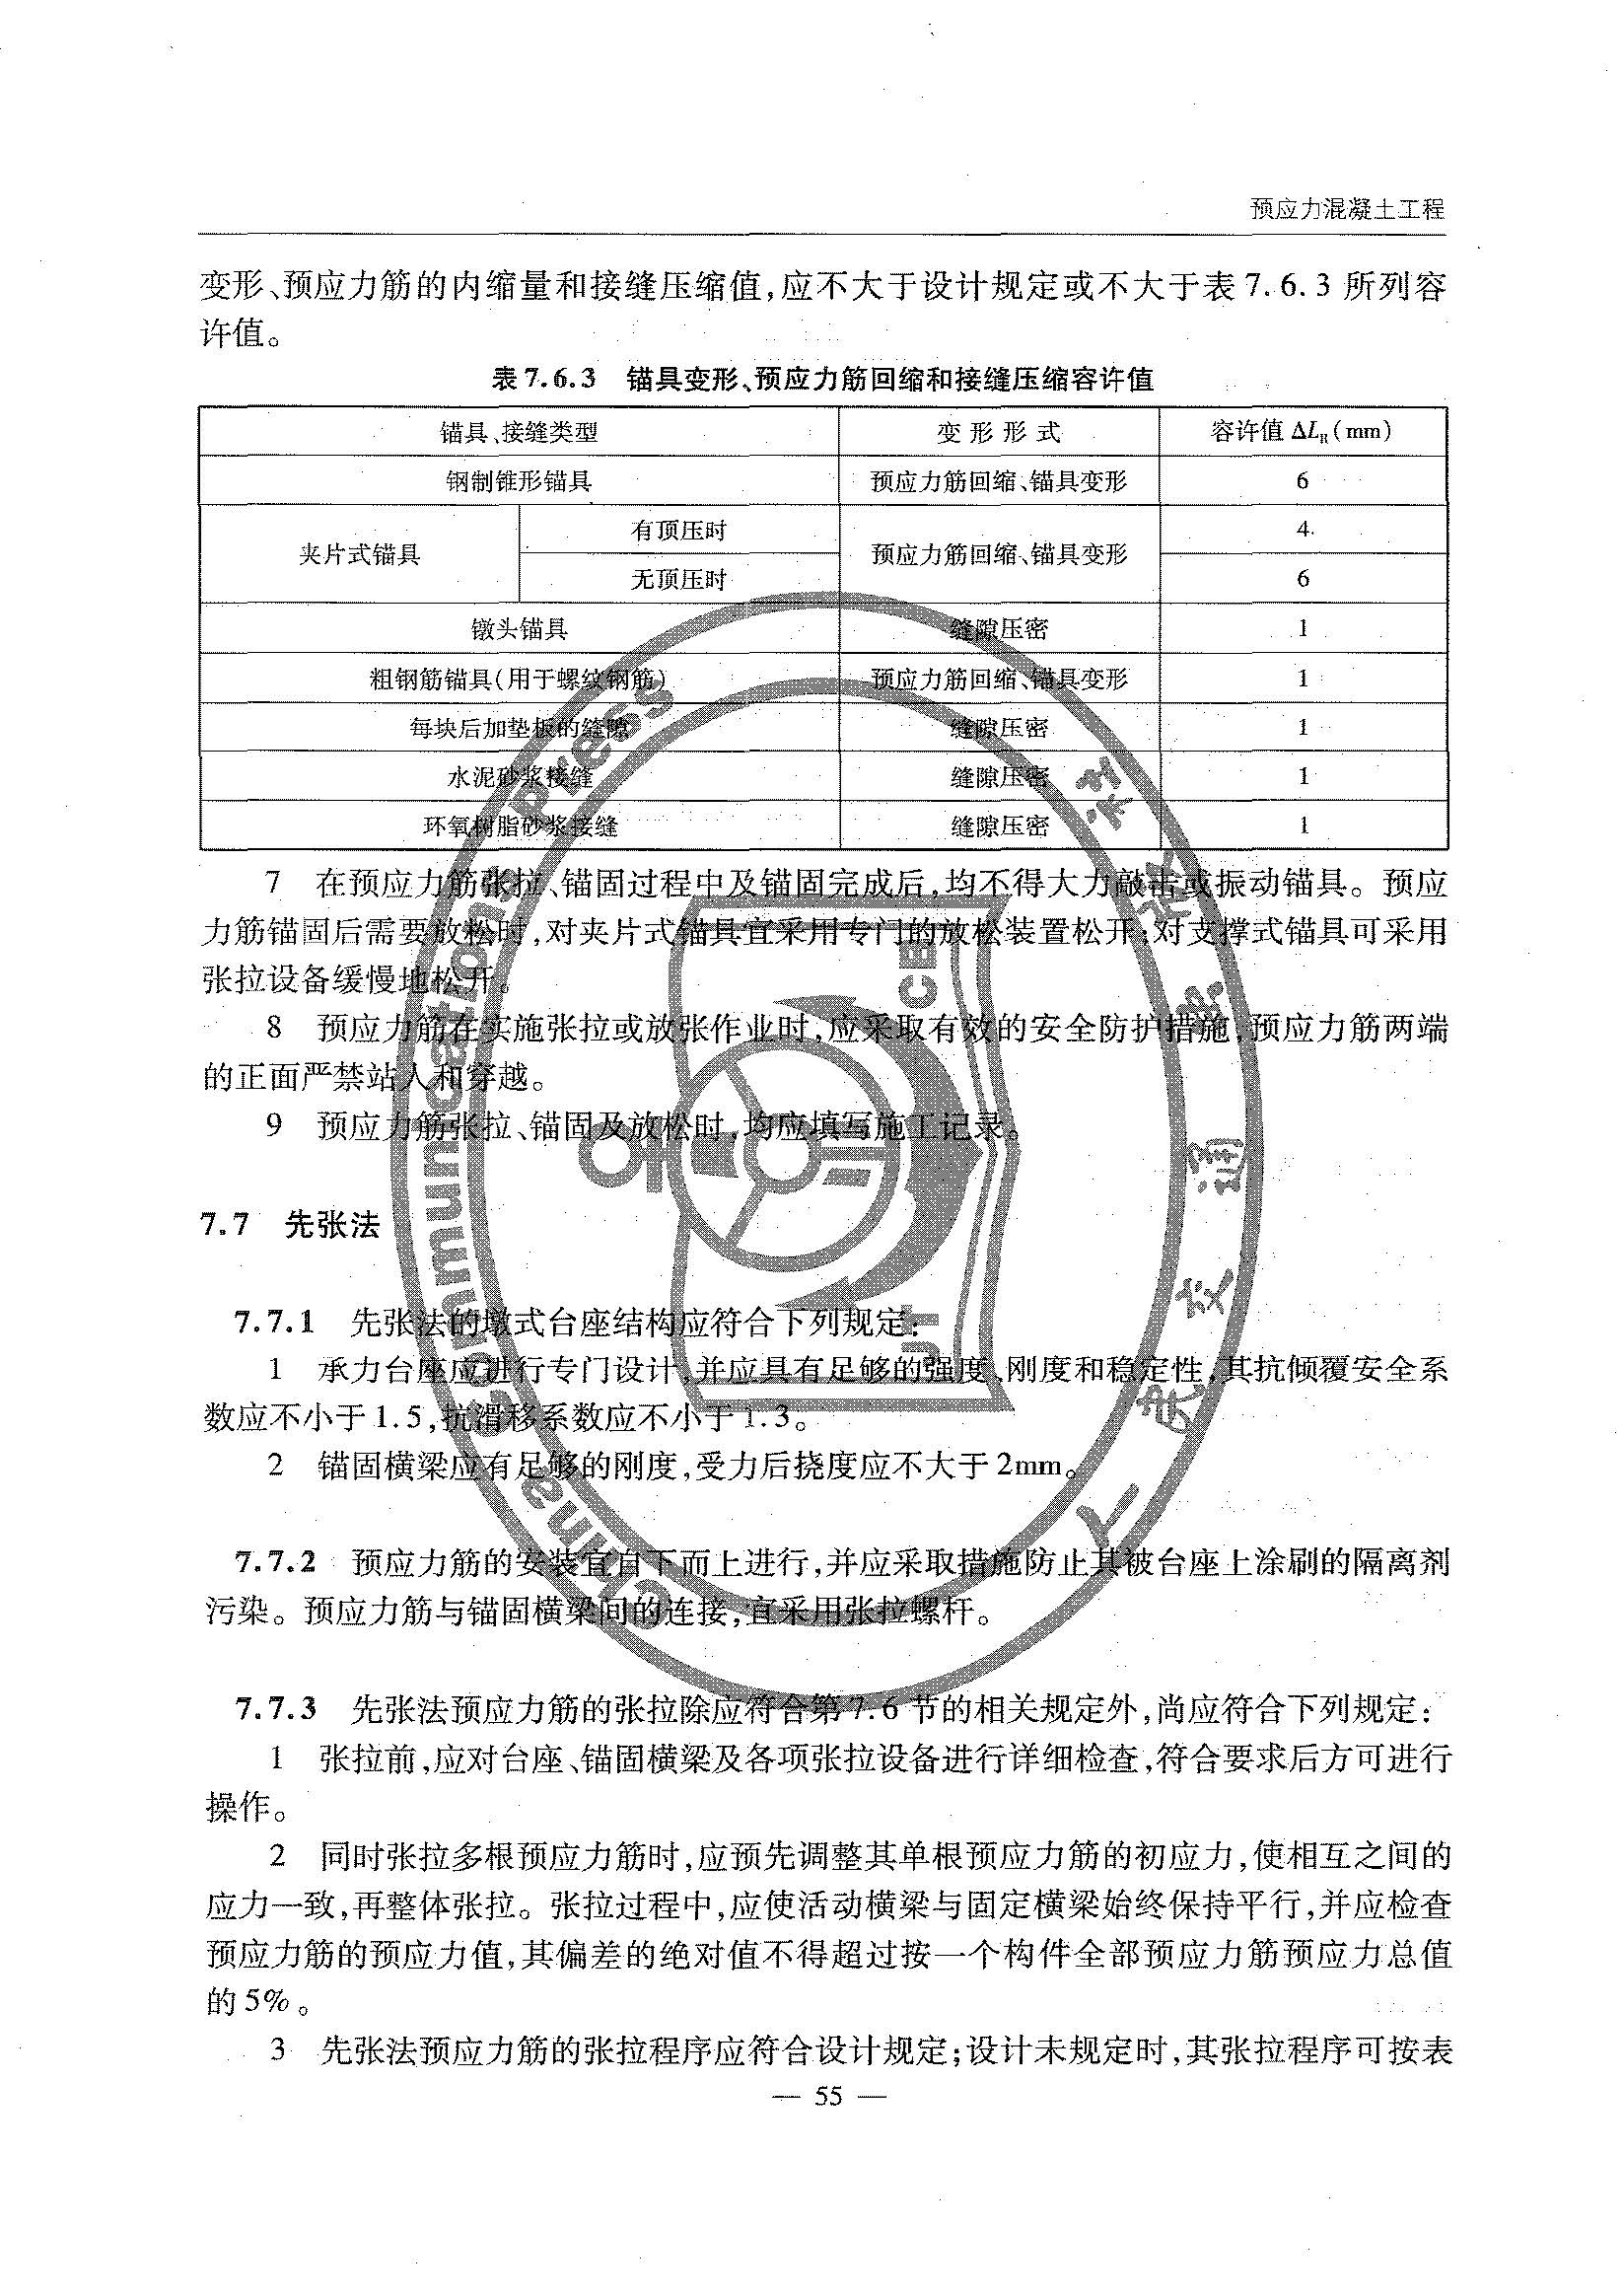 预应力混凝土工程
变形、预应力筋的内缩量和接缝压缩值,应不大于设计规定或不大于表7.6.3所列容
许值。
表7.6.3 锚具变形、预应力筋回缩和接缝压缩容许值
锚具、接缝类型 变形形式 容许值 ΔL_R(mm)
钢制锥形锚具 预应力筋回缩、锚具变形 6
夹片式锚具 有顶压时 预应力筋回缩、锚具变形 4
无顶压时 6
镦头锚具 缝隙压密 1
粗钢筋锚具(用于螺纹钢筋) 预应力筋回缩、锚具变形 1
每块后加垫板的缝隙 缝隙压密 1
水泥砂浆接缝 缝隙压密 1
环氧树脂砂浆接缝 缝隙压密 1
7 在预应力筋张拉、锚固过程中及锚固完成后,均不得大力敲击或振动锚具。预应
力筋锚固后需要放松时,对夹片式锚具宜采用专门的放松装置松开;对支撑式锚具可采用
张拉设备缓慢地松开。
8 预应力筋在实施张拉或放张作业时,应采取有效的安全防护措施,预应力筋两端
的正面严禁站人和穿越。
9 预应力筋张拉、锚固及放松时,均应填写施工记录。
7.7 先张法
7.7.1 先张法的墩式台座结构应符合下列规定:
1 承力台座应进行专门设计,并应具有足够的强度、刚度和稳定性,其抗倾覆安全系
数应不小于1.5,抗滑移系数应不小于1.3。
2 锚固横梁应有足够的刚度,受力后挠度应不大于2mm。
7.7.2 预应力筋的安装宜自下而上进行,并应采取措施防止其被台座上涂刷的隔离剂
污染。预应力筋与锚固横梁间的连接,宜采用张拉螺杆。
7.7.3 先张法预应力筋的张拉除应符合第7.6节的相关规定外,尚应符合下列规定:
1 张拉前,应对台座、锚固横梁及各项张拉设备进行详细检查,符合要求后方可进行
操作。
2 同时张拉多根预应力筋时,应预先调整其单根预应力筋的初应力,使相互之间的
应力一致,再整体张拉。张拉过程中,应使活动横梁与固定横梁始终保持平行,并应检查
预应力筋的预应力值,其偏差的绝对值不得超过按一个构件全部预应力筋预应力总值
的5%。
3 先张法预应力筋的张拉程序应符合设计规定;设计未规定时,其张拉程序可按表
— 55 —
China Communications Press
人民交通出版社